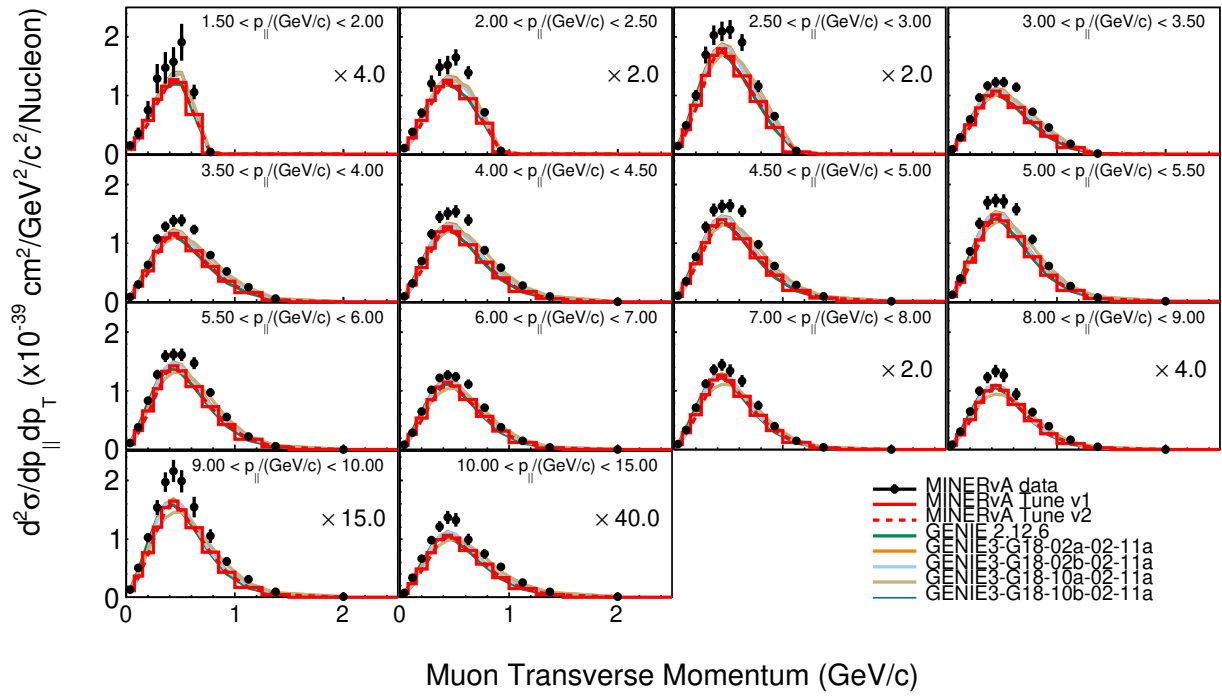 d²σ/dp||dp_T (x10⁻³⁹ cm²/GeV²/c²/Nucleon)
1.50 < p||/(GeV/c) < 2.00
2.00 < p||/(GeV/c) < 2.50
2.50 < p||/(GeV/c) < 3.00
3.00 < p||/(GeV/c) < 3.50
2
× 4.0
× 2.0
× 2.0
1
0
3.50 < p||/(GeV/c) < 4.00
4.00 < p||/(GeV/c) < 4.50
4.50 < p||/(GeV/c) < 5.00
5.00 < p||/(GeV/c) < 5.50
2
1
0
5.50 < p||/(GeV/c) < 6.00
6.00 < p||/(GeV/c) < 7.00
7.00 < p||/(GeV/c) < 8.00
8.00 < p||/(GeV/c) < 9.00
2
× 2.0
× 4.0
1
0
9.00 < p||/(GeV/c) < 10.00
10.00 < p||/(GeV/c) < 15.00
2
× 15.0
× 40.0
1
0
0 1 2
0 1 2
MINERvA data
MINERvA Tune v1
MINERvA Tune v2
GENIE 2.12.6
GENIE3-G18-02a-02-11a
GENIE3-G18-02b-02-11a
GENIE3-G18-10a-02-11a
GENIE3-G18-10b-02-11a
Muon Transverse Momentum (GeV/c)